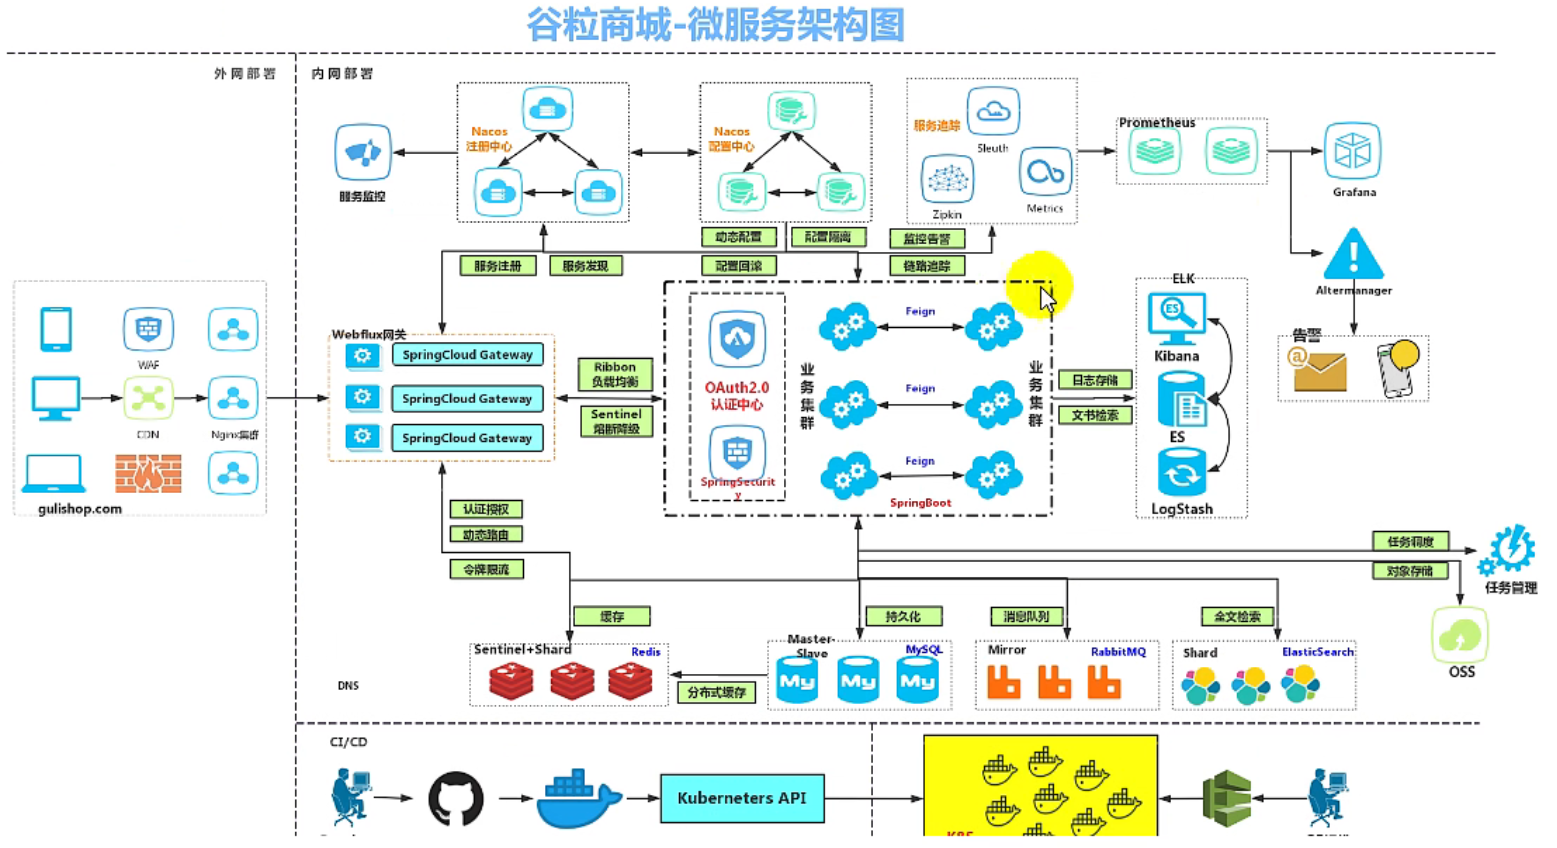 谷粒商城-微服务架构图
外网部署
内网部署
Nacos
注册中心
Nacos
配置中心
服务追踪
Sleuth
Zipkin
Metrics
Prometheus
Grafana
服务监控
动态配置
配置隔离
监控告警
服务注册
服务发现
配置回滚
链路追踪
Altermanager
告警
ELK
Kibana
ES
LogStash
WAF
CDN
Nginx集群
gulishop.com
Webflux网关
SpringCloud Gateway
SpringCloud Gateway
SpringCloud Gateway
Ribbon
负载均衡
Sentinel
熔断降级
OAuth2.0
认证中心
SpringSecurit
y
业务集群
Feign
Feign
Feign
SpringBoot
业务集群
日志存储
文书检索
认证授权
动态路由
令牌限流
任务调度
对象存储
任务管理
OSS
缓存
持久化
消息队列
全文检索
Sentinel+Shard
Redis
分布式缓存
Master-
Slave
MySQL
Mirror
RabbitMQ
Shard
ElasticSearch
DNS
CI/CD
Kuberneters API